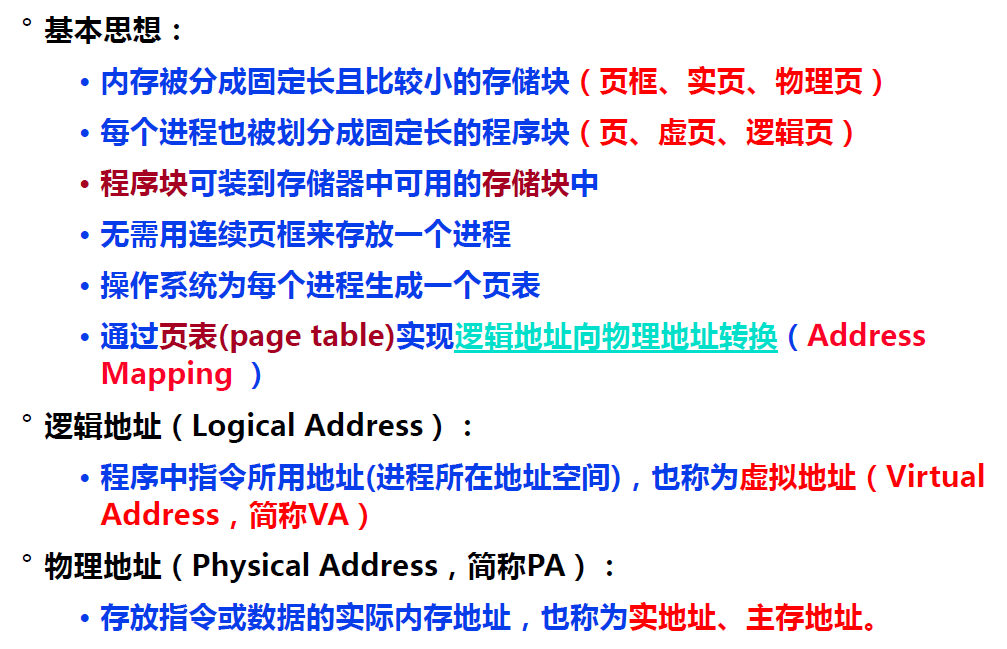 ° 基本思想：
• 内存被分成固定长且比较小的存储块（页框、实页、物理页）
• 每个进程也被划分成固定长的程序块（页、虚页、逻辑页）
• 程序块可装到存储器中可用的存储块中
• 无需用连续页框来存放一个进程
• 操作系统为每个进程生成一个页表
• 通过页表(page table)实现逻辑地址向物理地址转换（Address
Mapping ）
° 逻辑地址（Logical Address）：
• 程序中指令所用地址(进程所在地址空间)，也称为虚拟地址（Virtual
Address，简称VA）
° 物理地址（Physical Address，简称PA）：
• 存放指令或数据的实际内存地址，也称为实地址、主存地址。